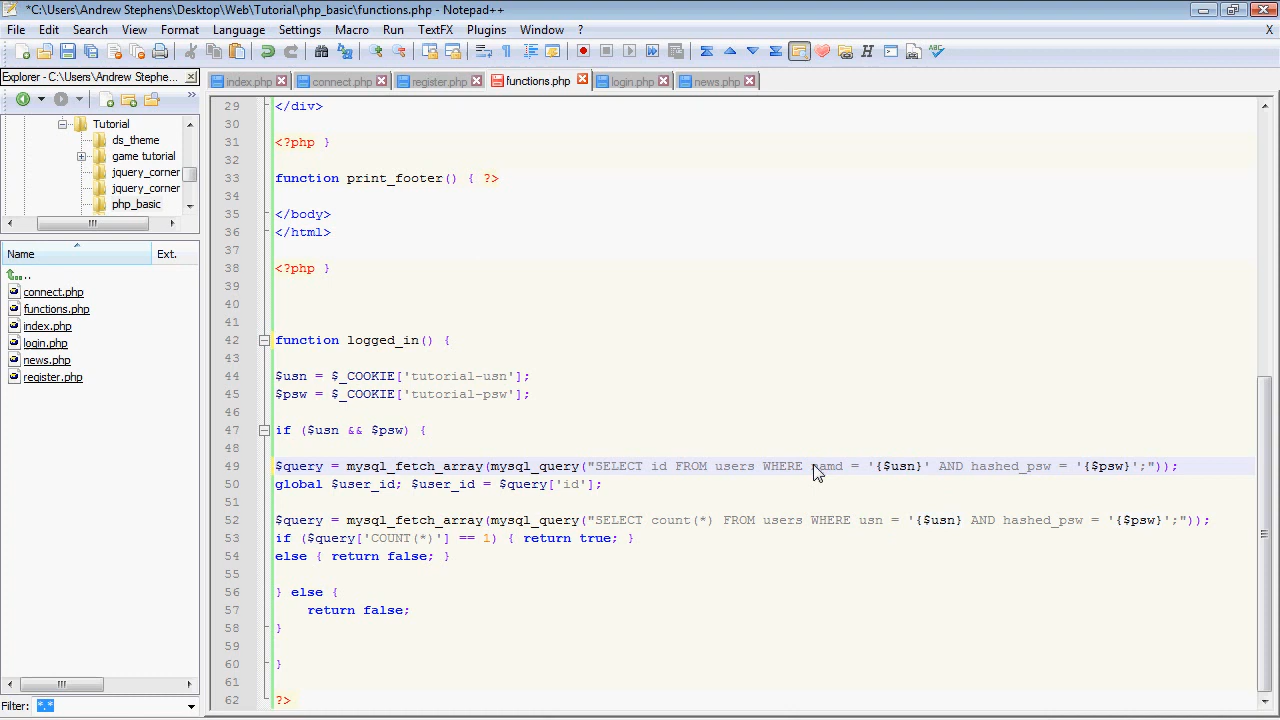 *C:\Users\Andrew Stephens\Desktop\Web\Tutorial\php_basic\functions.php - Notepad++
File Edit Search View Format Language Settings Macro Run TextFX Plugins Window ? X
Explorer - C:\Users\Andrew Stephe...
index.php connect.php register.php functions.php login.php news.php
Tutorial
ds_theme
game tutorial
jquery_corner
jquery_corner
php_basic
Name Ext.
..
connect.php
functions.php
index.php
login.php
news.php
register.php
Filter: *.*
29 </div>
30
31 <?php }
32
33 function print_footer() { ?>
34
35 </body>
36 </html>
37
38 <?php }
39
40
41
42 function logged_in() {
43
44 $usn = $_COOKIE['tutorial-usn'];
45 $psw = $_COOKIE['tutorial-psw'];
46
47 if ($usn && $psw) {
48
49 $query = mysql_fetch_array(mysql_query("SELECT id FROM users WHERE = '{$usn}' AND hashed_psw = '{$psw}';"));
50 global $user_id; $user_id = $query['id'];
51
52 $query = mysql_fetch_array(mysql_query("SELECT count(*) FROM users WHERE usn = '{$usn} AND hashed_psw = '{$psw}';"));
53 if ($query['COUNT(*)'] == 1) { return true; }
54 else { return false; }
55
56 } else {
57 return false;
58 }
59
60 }
61
62 ?>